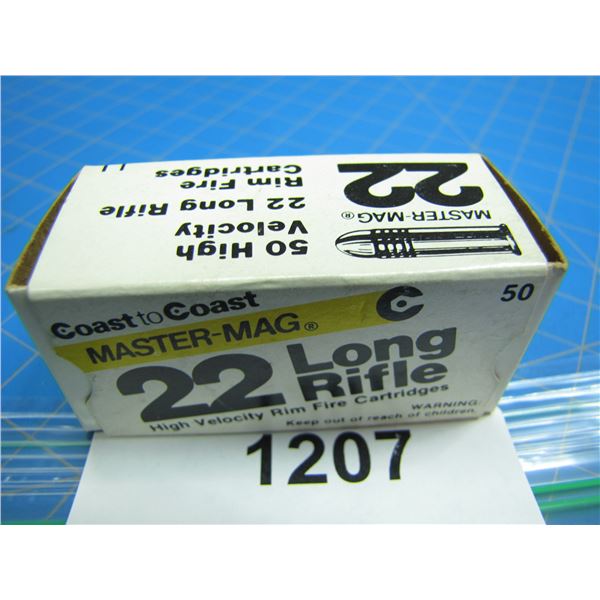 50 High
Velocity
22 Long Rifle
Rim Fire
Cartridges
22
MASTER-MAG®
Coast to Coast
MASTER-MAG®
50
22 Long Rifle
High Velocity Rim Fire Cartridges
WARNING:
Keep out of reach of children.
1207